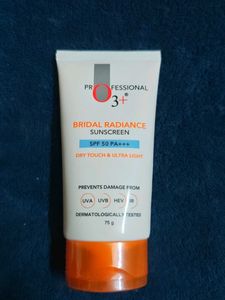 PROFESSIONAL
O3+
BRIDAL RADIANCE
SUNSCREEN
SPF 50 PA+++
DRY TOUCH & ULTRA LIGHT
PREVENTS DAMAGE FROM
UVA UVB HEV IR
DERMATOLOGICALLY TESTED
75 g